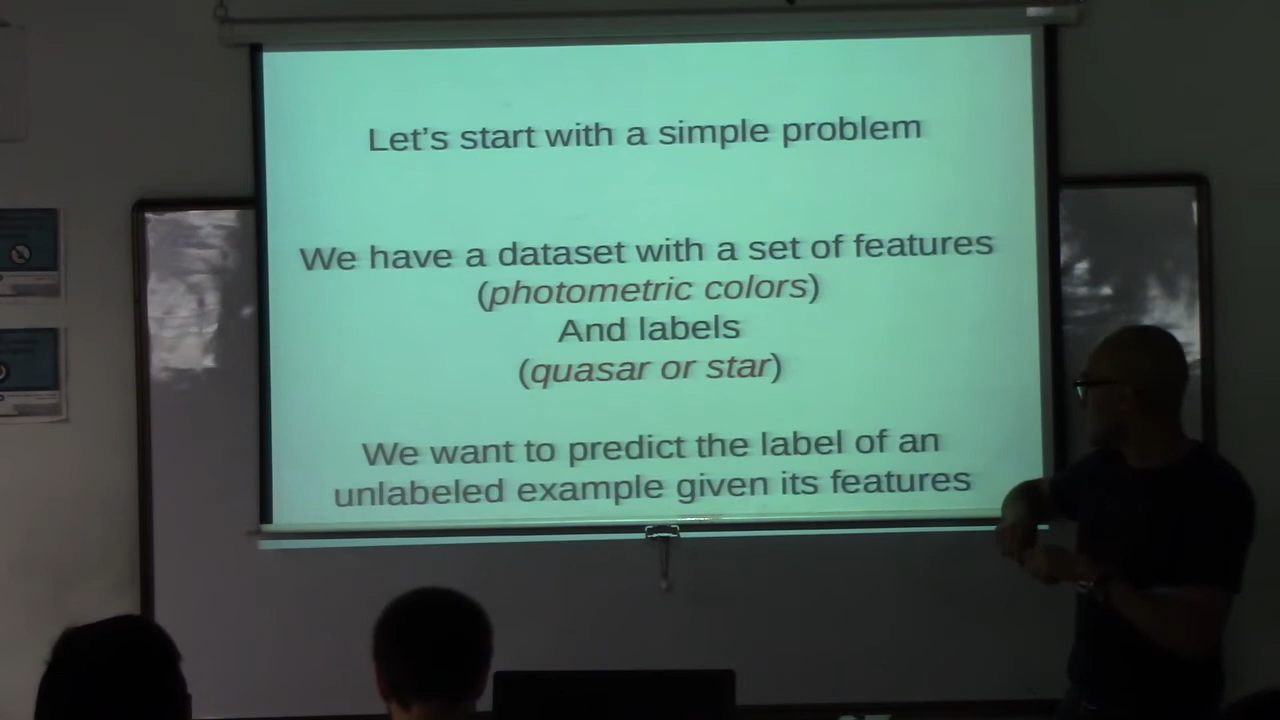 Let's start with a simple problem
We have a dataset with a set of features
(photometric colors)
And labels
(quasar or star)
We want to predict the label of an
unlabeled example given its features